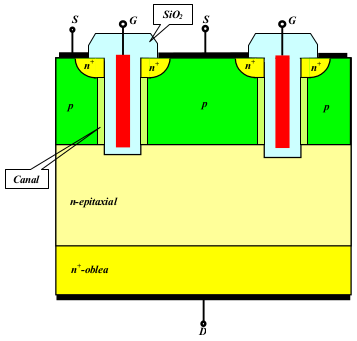 S
G
SiO2
S
G
n+
n+
n+
n+
p
p
p
Canal
n-epitaxial
n+-oblea
D